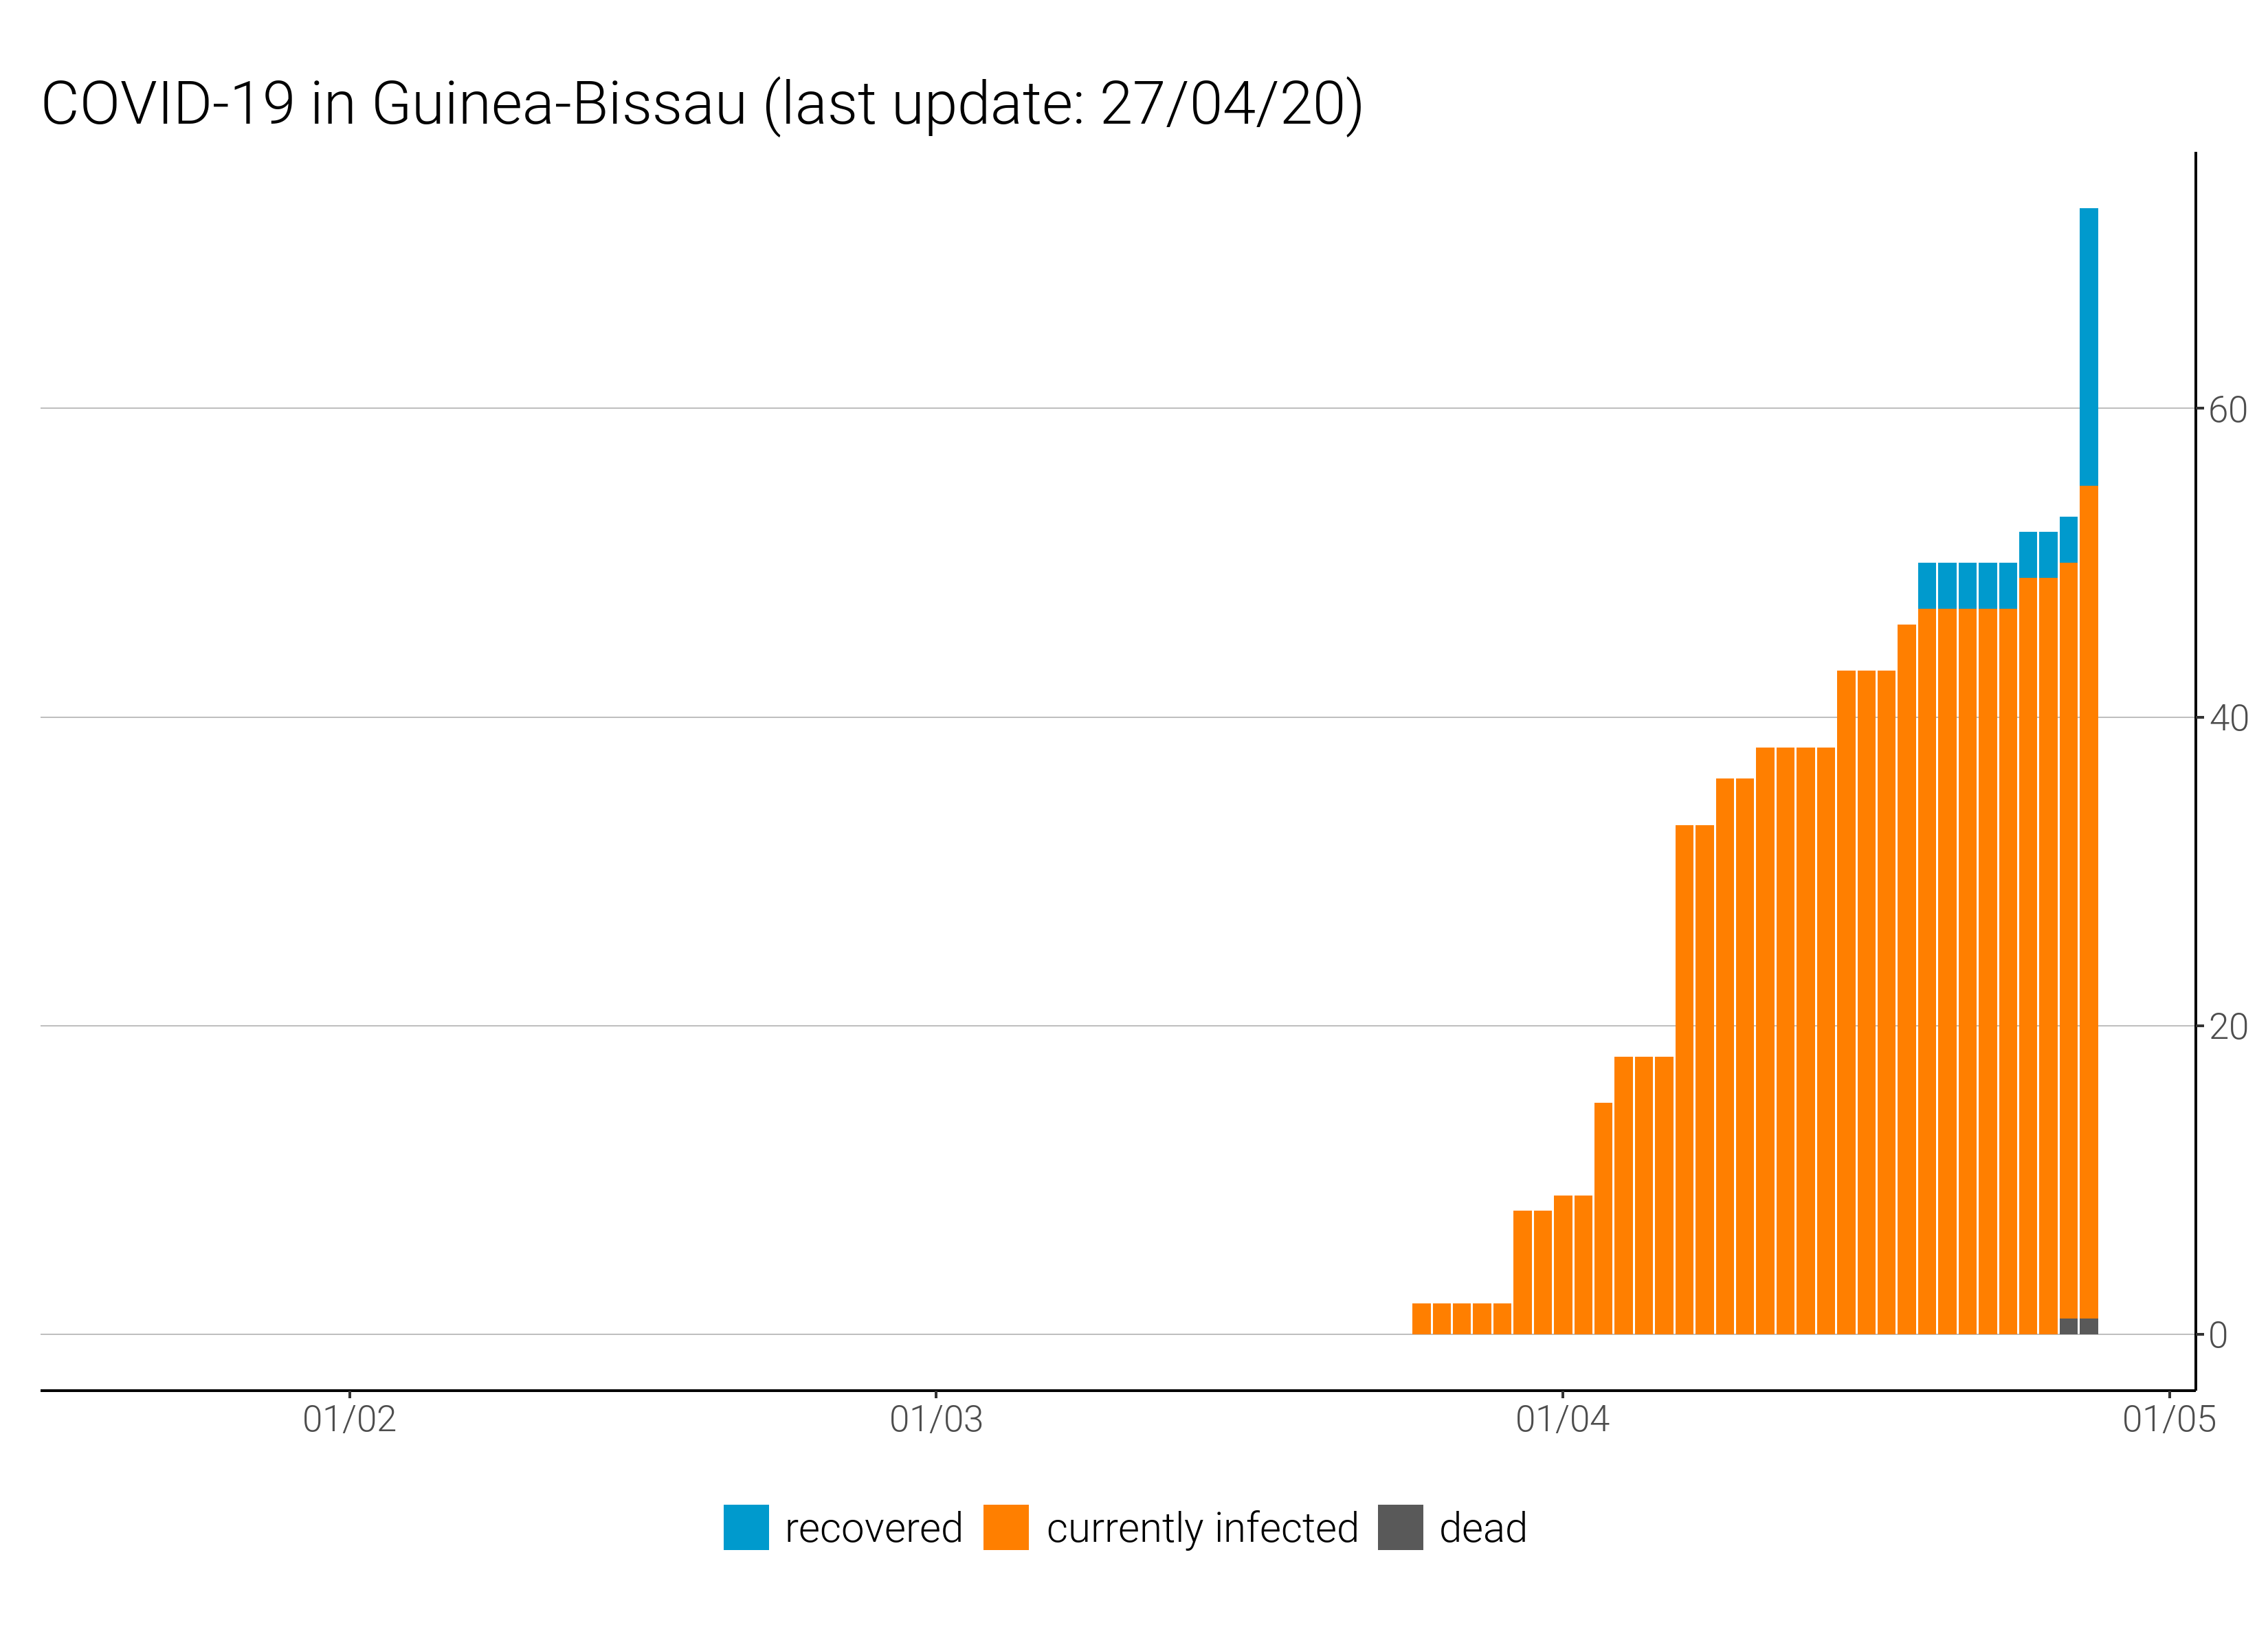 COVID-19 in Guinea-Bissau (last update: 27/04/20)
60
40
20
0
01/02 01/03 01/04 01/05
recovered currently infected dead